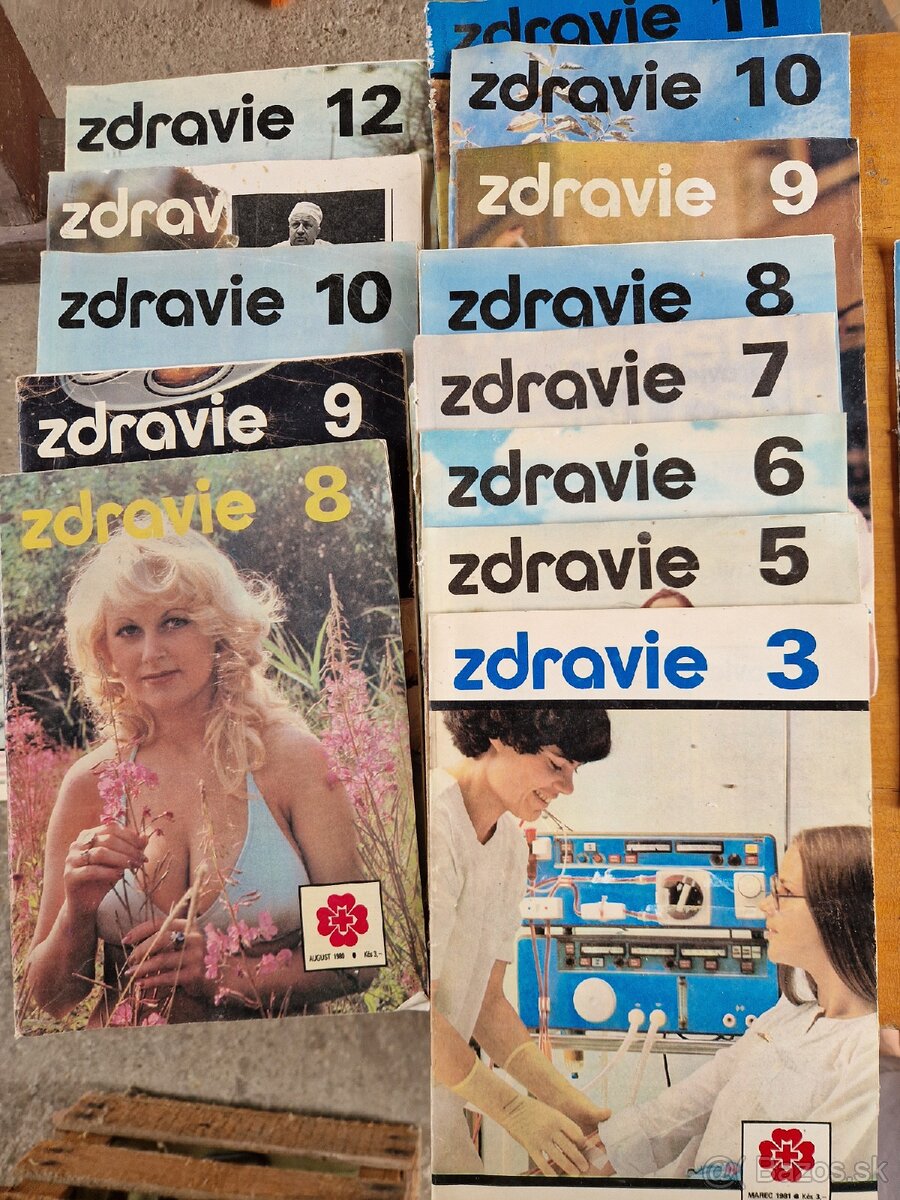 zdravie 12
zdrav
zdravie 10
zdravie 9
zdravie 8
AUGUST 1980 • Kčs 3,–
zdravie 11
zdravie 10
zdravie 9
zdravie 8
zdravie 7
zdravie 6
zdravie 5
zdravie 3
MAREC 1981 • Kčs 3,–
Bazos.sk